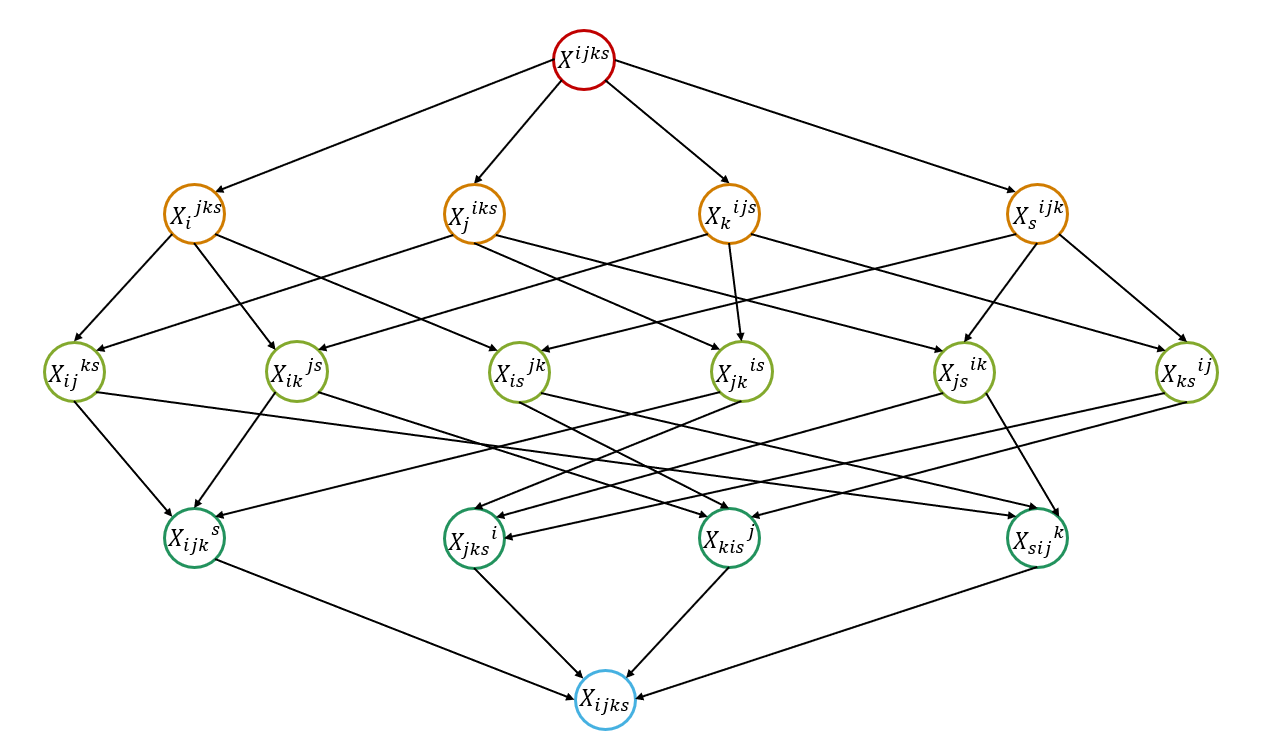 X^{ijks}
X_i^{jks}
X_j^{iks}
X_k^{ijs}
X_s^{ijk}
X_{ij}^{ks}
X_{ik}^{js}
X_{is}^{jk}
X_{jk}^{is}
X_{js}^{ik}
X_{ks}^{ij}
X_{ijk}^s
X_{jks}^i
X_{kis}^j
X_{sij}^k
X_{ijks}